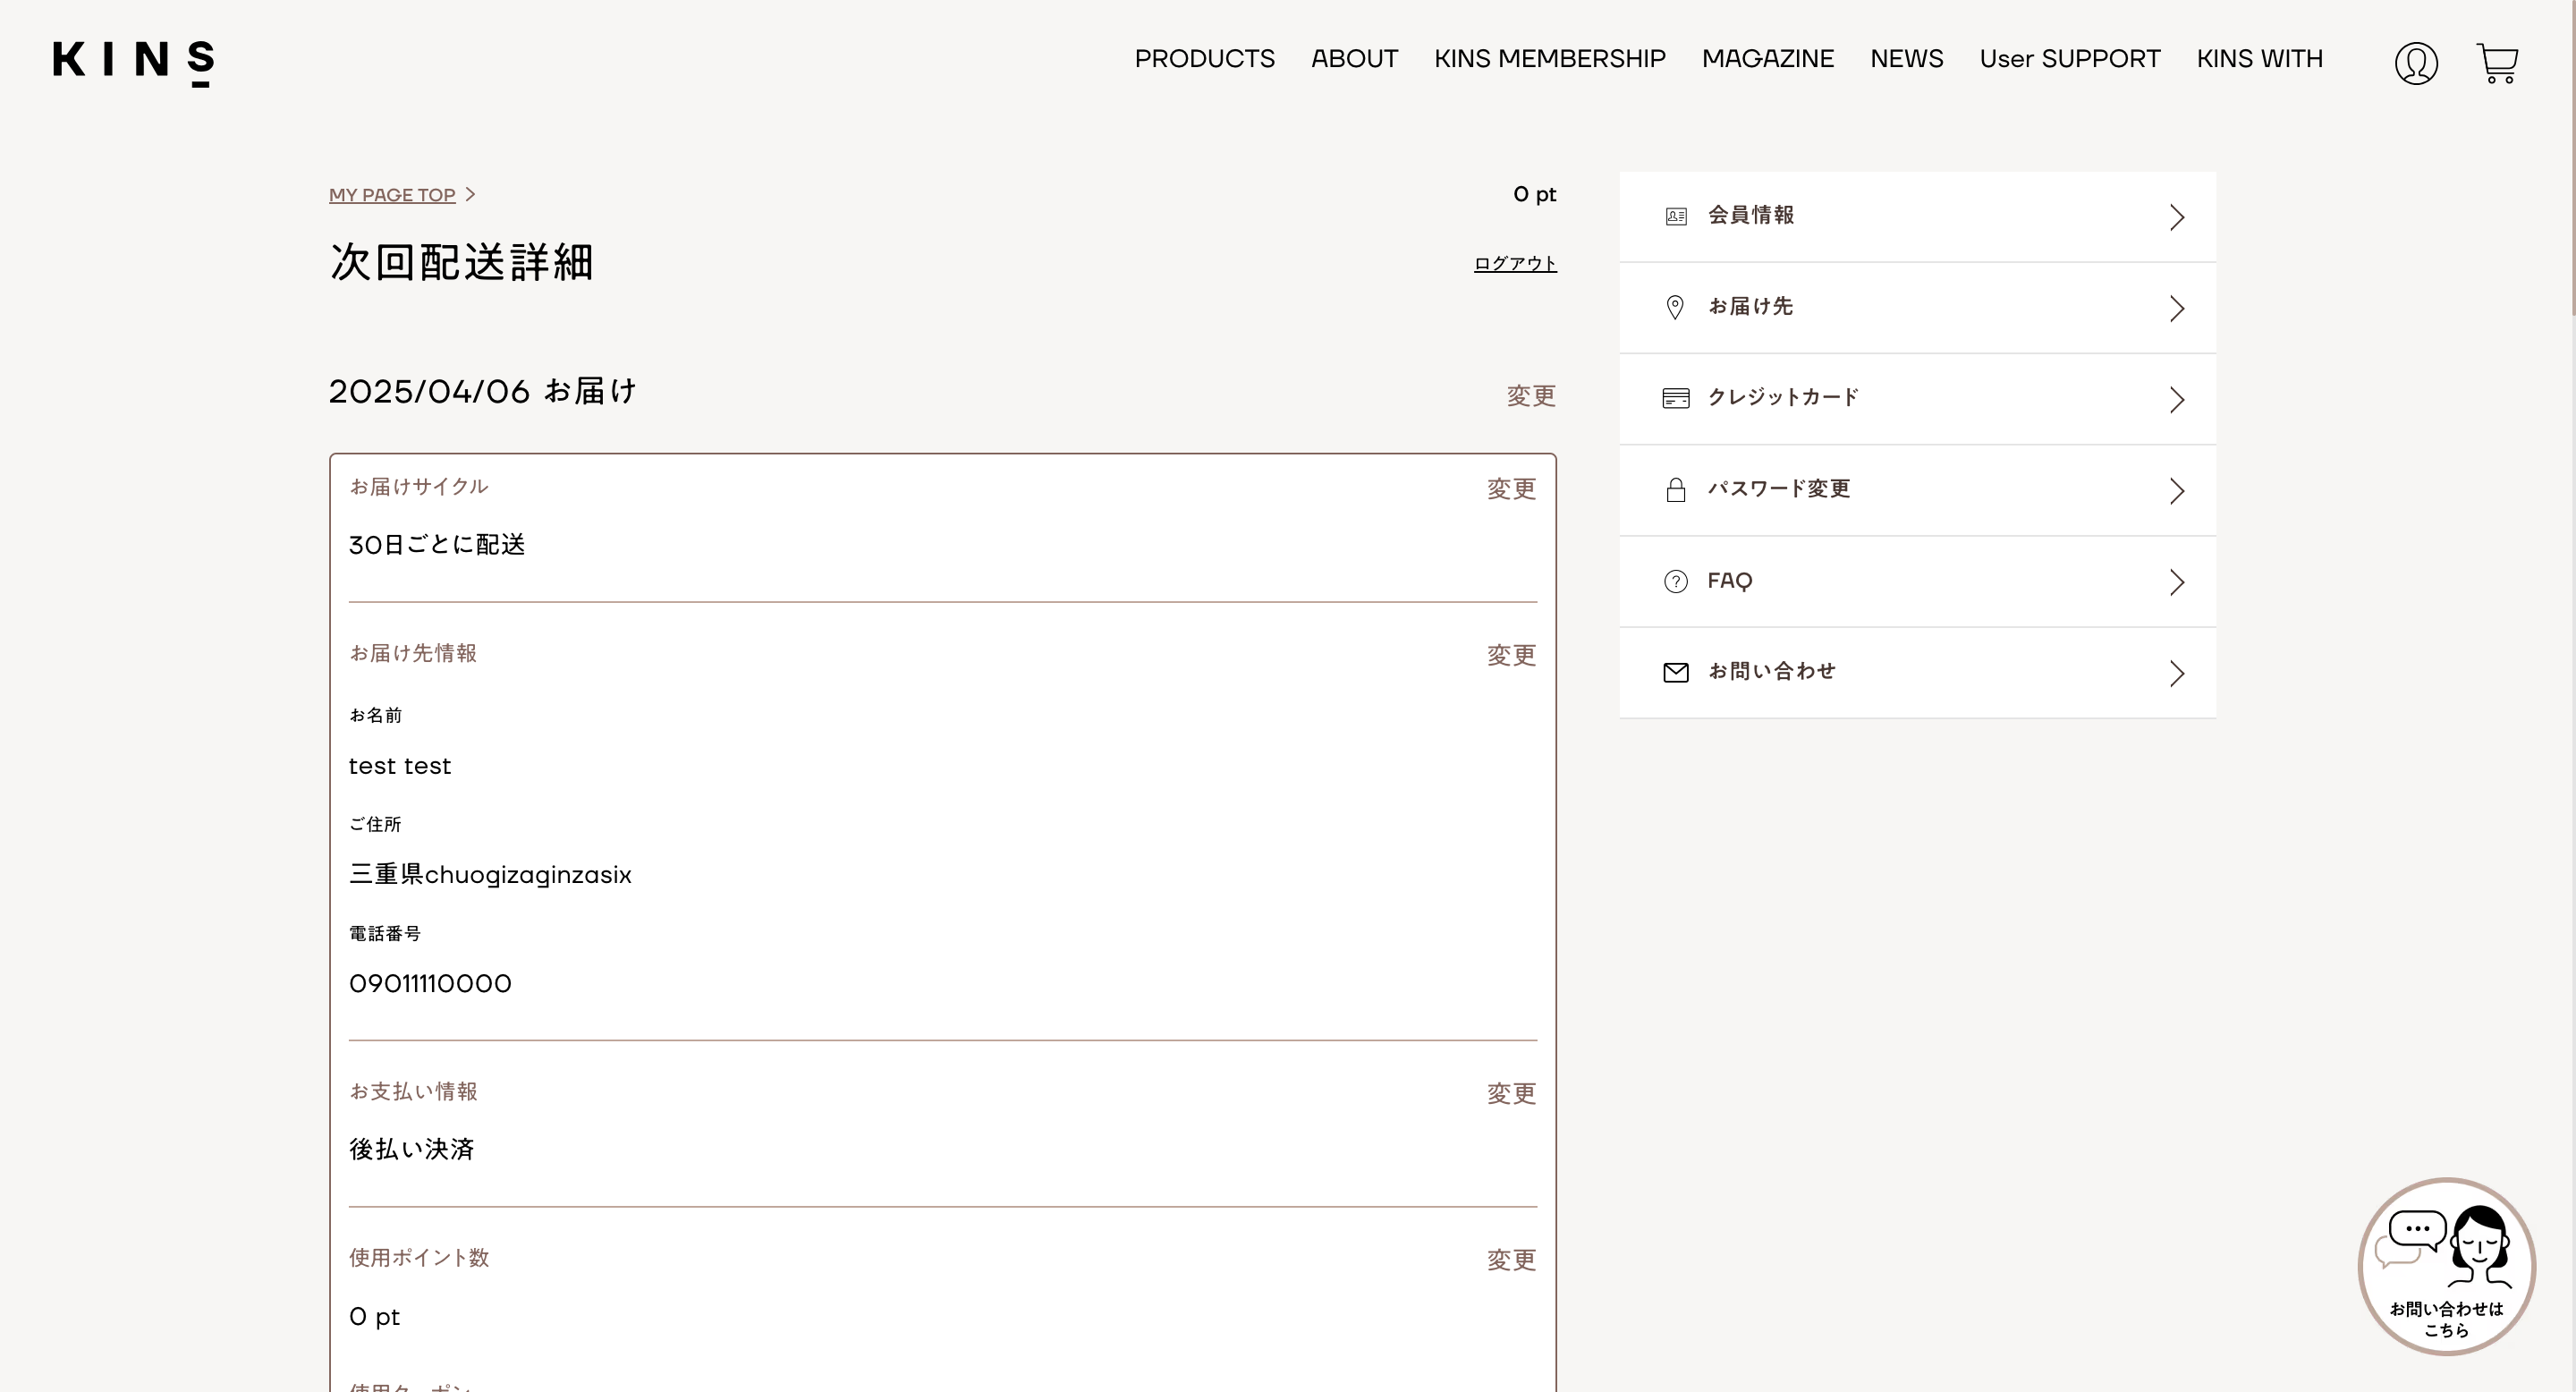 KINS
PRODUCTS ABOUT KINS MEMBERSHIP MAGAZINE NEWS User SUPPORT KINS WITH
MY PAGE TOP
0 pt
次回配送詳細
ログアウト
2025/04/06 お届け
変更
お届けサイクル
変更
30日ごとに配送
お届け先情報
変更
お名前
test test
ご住所
三重県chuogizaginzasix
電話番号
09011110000
お支払い情報
変更
後払い決済
使用ポイント数
変更
0 pt
使用クーポン
会員情報
お届け先
クレジットカード
パスワード変更
FAQ
お問い合わせ
お問い合わせは
こちら